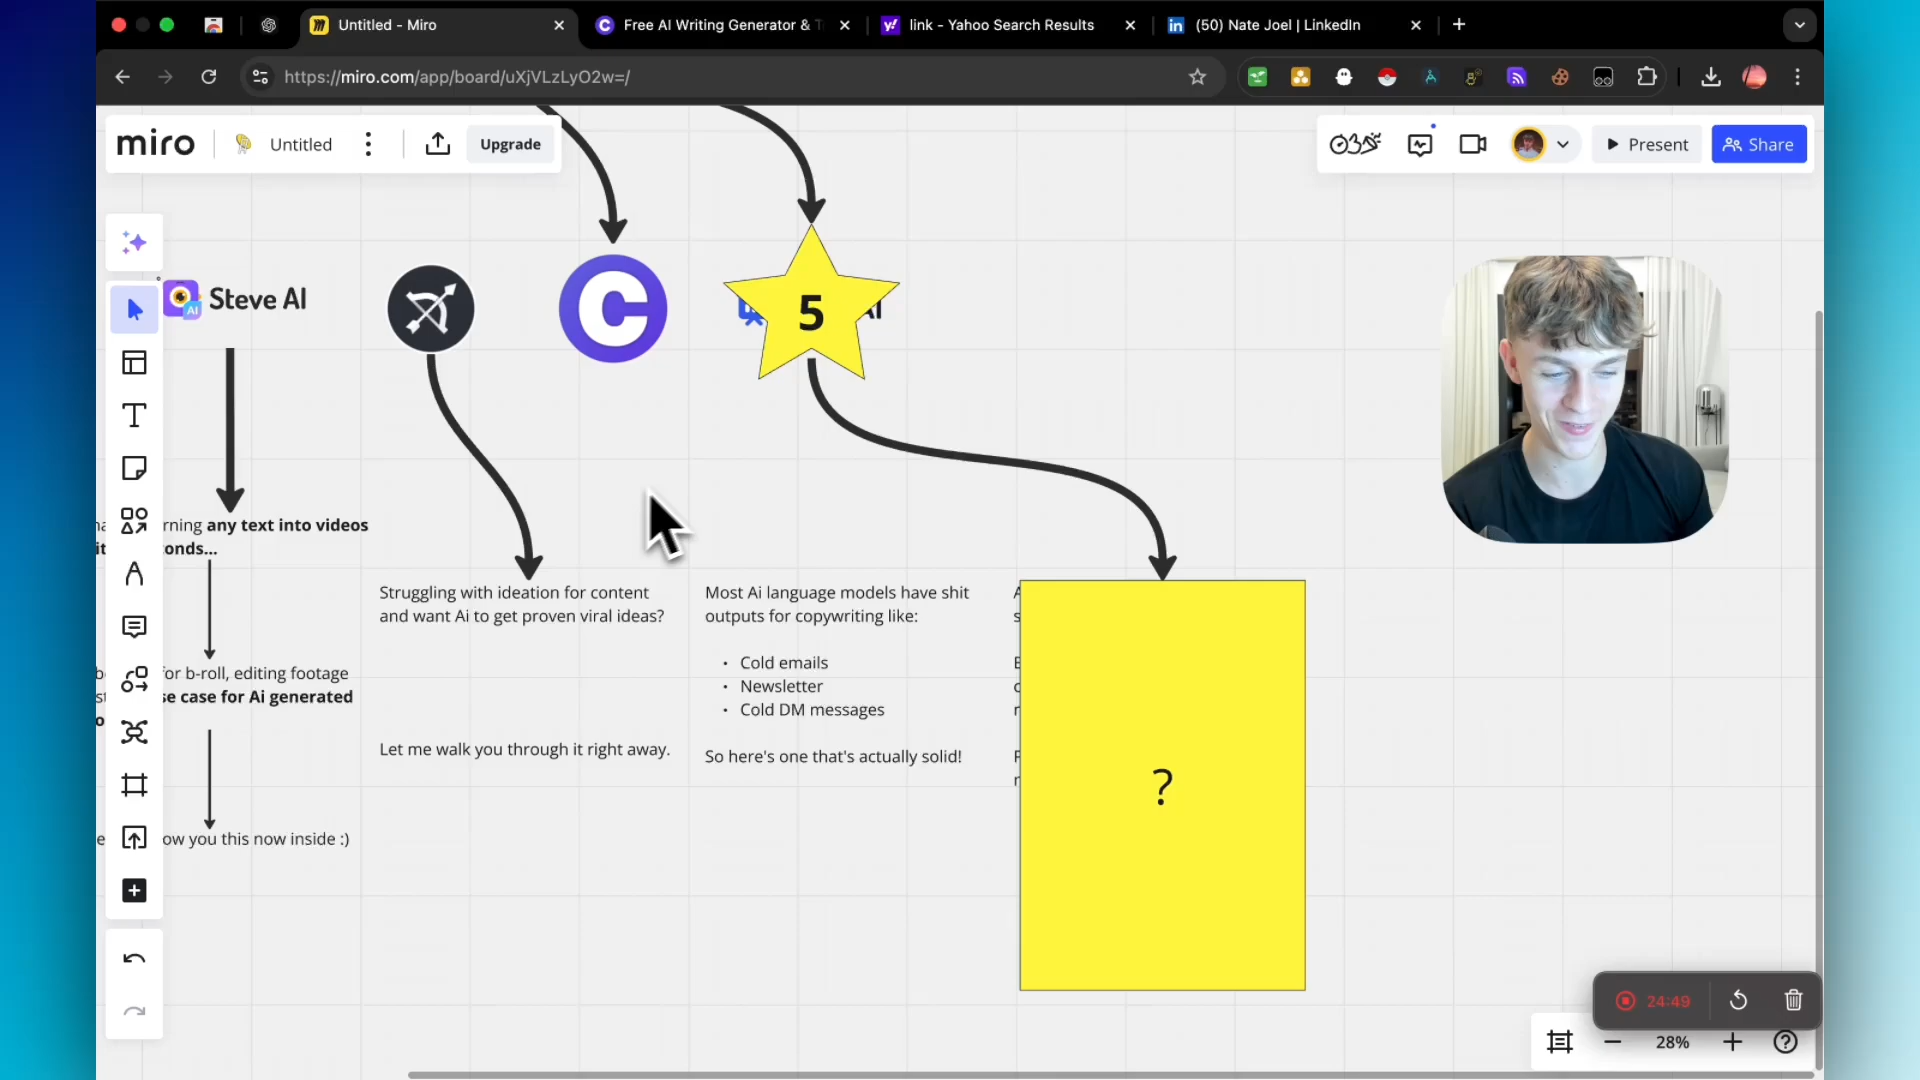 Untitled - Miro
Free AI Writing Generator &
link - Yahoo Search Results
(50) Nate Joel | LinkedIn
https://miro.com/app/board/uXjVLzLyO2w=/
miro
Untitled
Upgrade
Present
Share
Steve AI
5
AI
rning any text into videos
onds...
for b-roll, editing footage
se case for Ai generated
ow you this now inside :)
Struggling with ideation for content
and want Ai to get proven viral ideas?
Let me walk you through it right away.
Most Ai language models have shit
outputs for copywriting like:
• Cold emails
• Newsletter
• Cold DM messages
So here's one that's actually solid!
?
24:49
28%